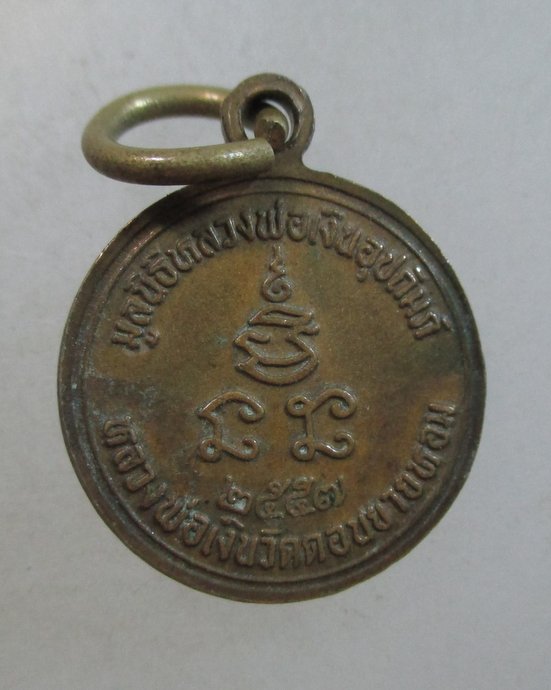 มูลนิธิหลวงพ่อเงินอุปถัมภ์
๒๕๕๗
หลวงพ่อเงินวัดดอนยายหอม